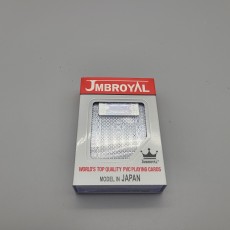 JMBROYAL
WORLD'S TOP QUALITY PVC PLAYING CARDS
MODEL IN JAPAN